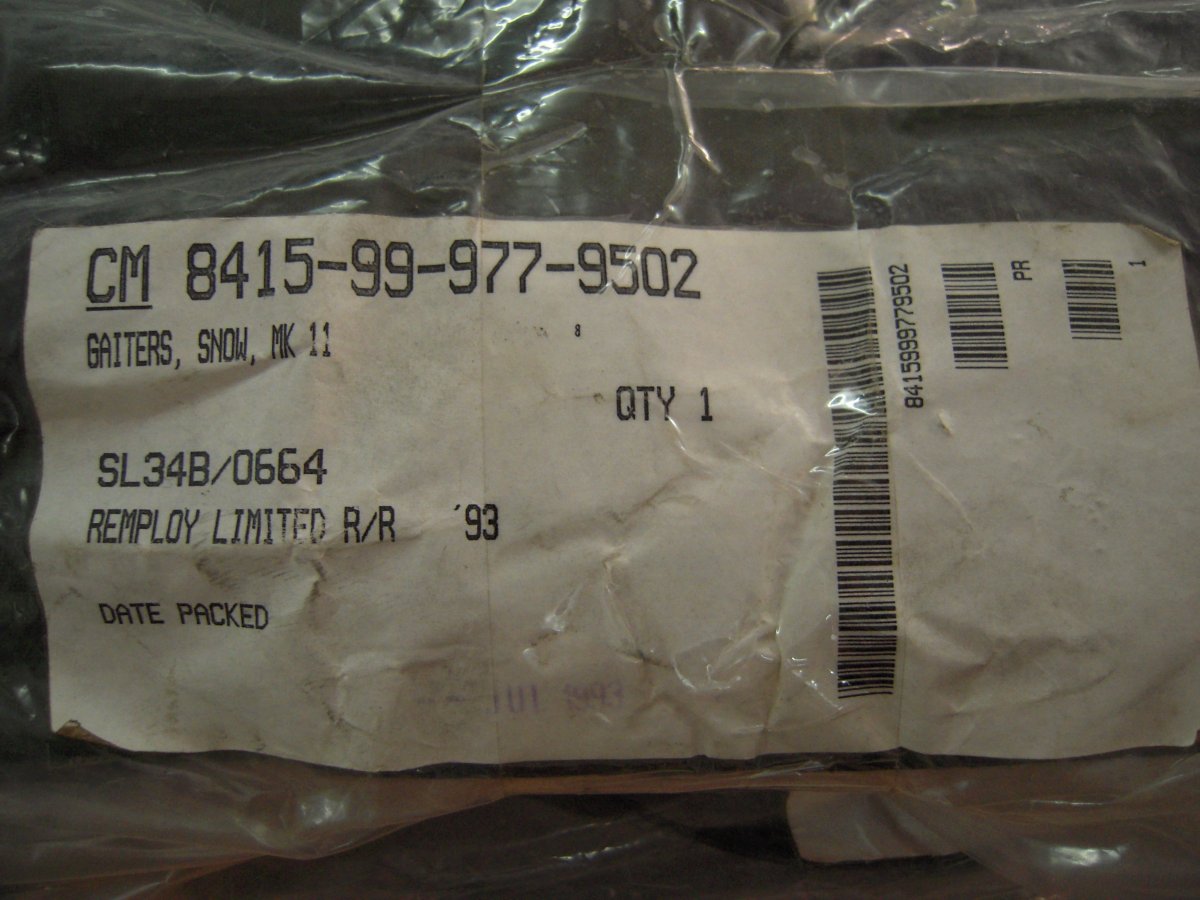 CM 8415-99-977-9502
GAITERS, SNOW, MK 11
8
QTY 1
SL34B/0664
REMPLOY LIMITED R/R '93
DATE PACKED
8415999779502
PR
1